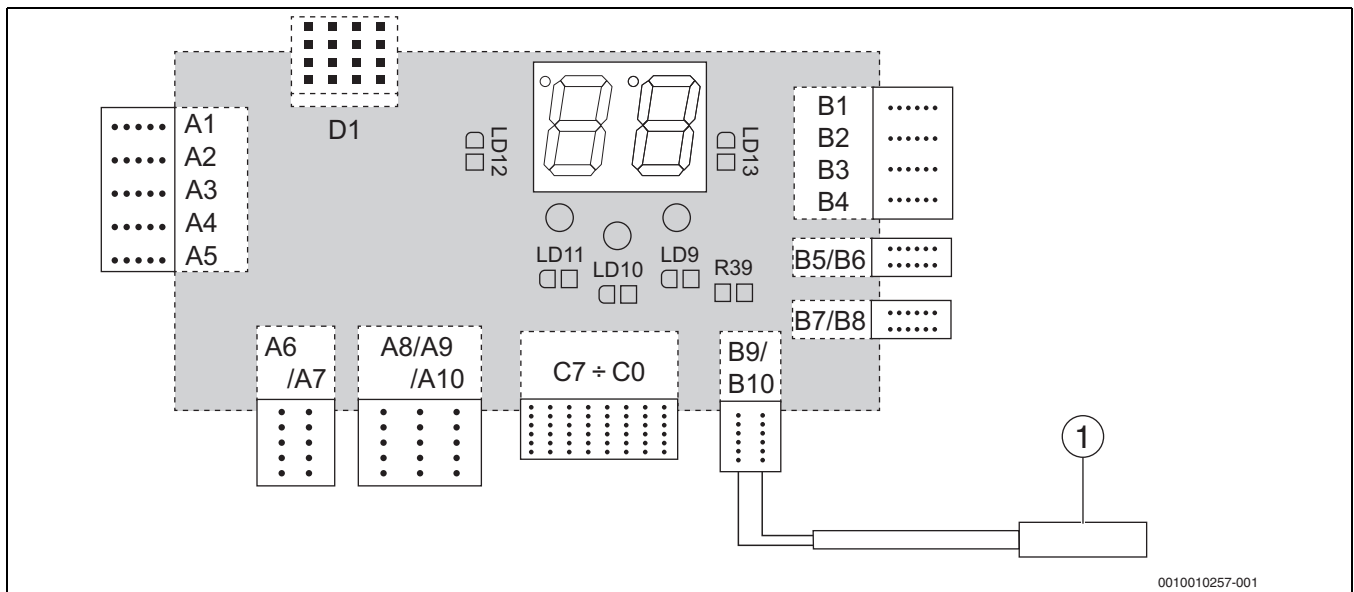 D1
A1
A2
A3
A4
A5
LD12
LD13
B1
B2
B3
B4
B5/B6
B7/B8
LD11
LD10
LD9
R39
A6
/A7
A8/A9
/A10
C7 ÷ C0
B9/
B10
1
0010010257-001